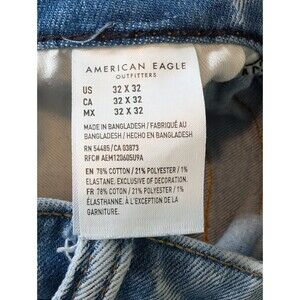 AMERICAN EAGLE
OUTFITTERS
US 32 X 32
CA 32 X 32
MX 32 X 32
MADE IN BANGLADESH / FABRIQUÉ AU
BANGLADESH / HECHO EN BANGLADESH
RN 54485 / CA 03873
RFC# AEM120605U9A
EN 78% COTTON / 21% POLYESTER / 1%
ELASTANE; EXCLUSIVE OF DECORATION.
FR 78% COTON / 21% POLYESTER / 1%
ÉLASTHANNE, À L'EXCEPTION DE LA
GARNITURE.